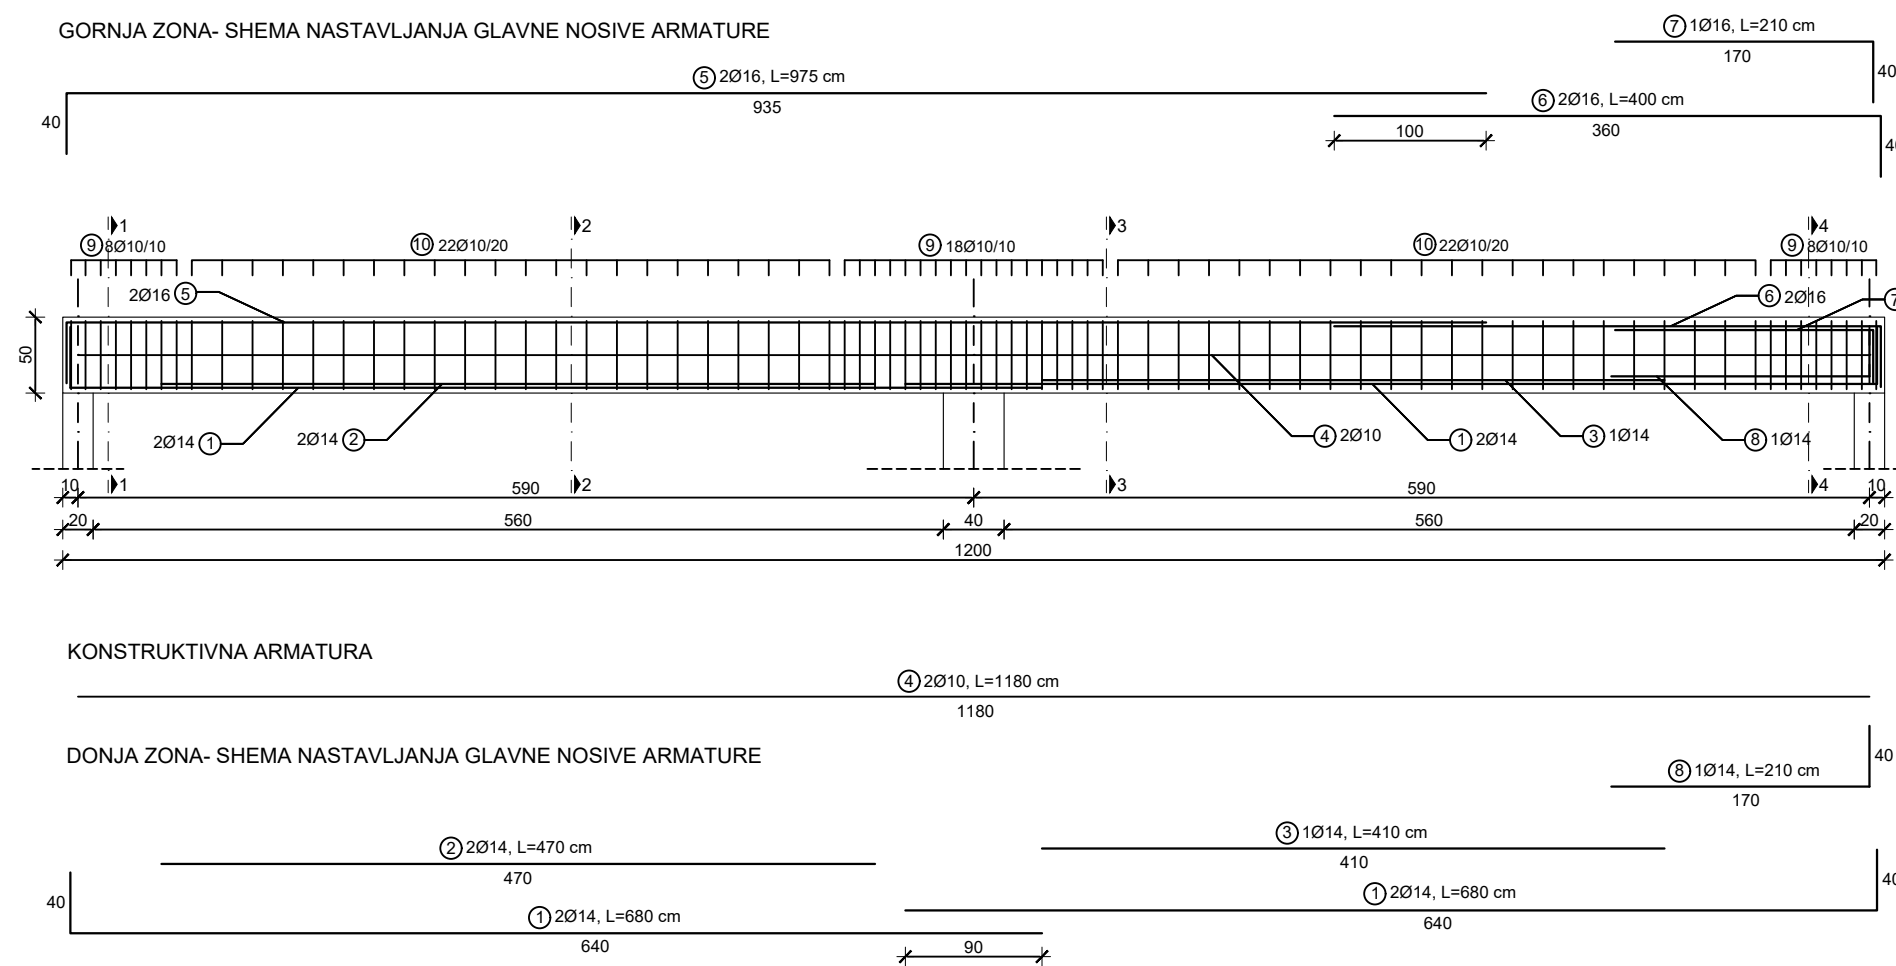 GORNJA ZONA- SHEMA NASTAVLJANJA GLAVNE NOSIVE ARMATURE
7 1Ø16, L=210 cm
170
40
5 2Ø16, L=975 cm
935
40
6 2Ø16, L=400 cm
100
360
1
2
3
4
9 8Ø10/10
10 22Ø10/20
9 18Ø10/10
10 22Ø10/20
9 8Ø10/10
2Ø16 5
6 2Ø16
7
50
2Ø14 1
2Ø14 2
4 2Ø10
1 2Ø14
3 1Ø14
8 1Ø14
1
2
3
4
10
590
590
10
20
560
40
560
20
1200
KONSTRUKTIVNA ARMATURA
4 2Ø10, L=1180 cm
1180
DONJA ZONA- SHEMA NASTAVLJANJA GLAVNE NOSIVE ARMATURE
40
8 1Ø14, L=210 cm
170
2 2Ø14, L=470 cm
470
3 1Ø14, L=410 cm
410
40
1 2Ø14, L=680 cm
640
1 2Ø14, L=680 cm
640
90